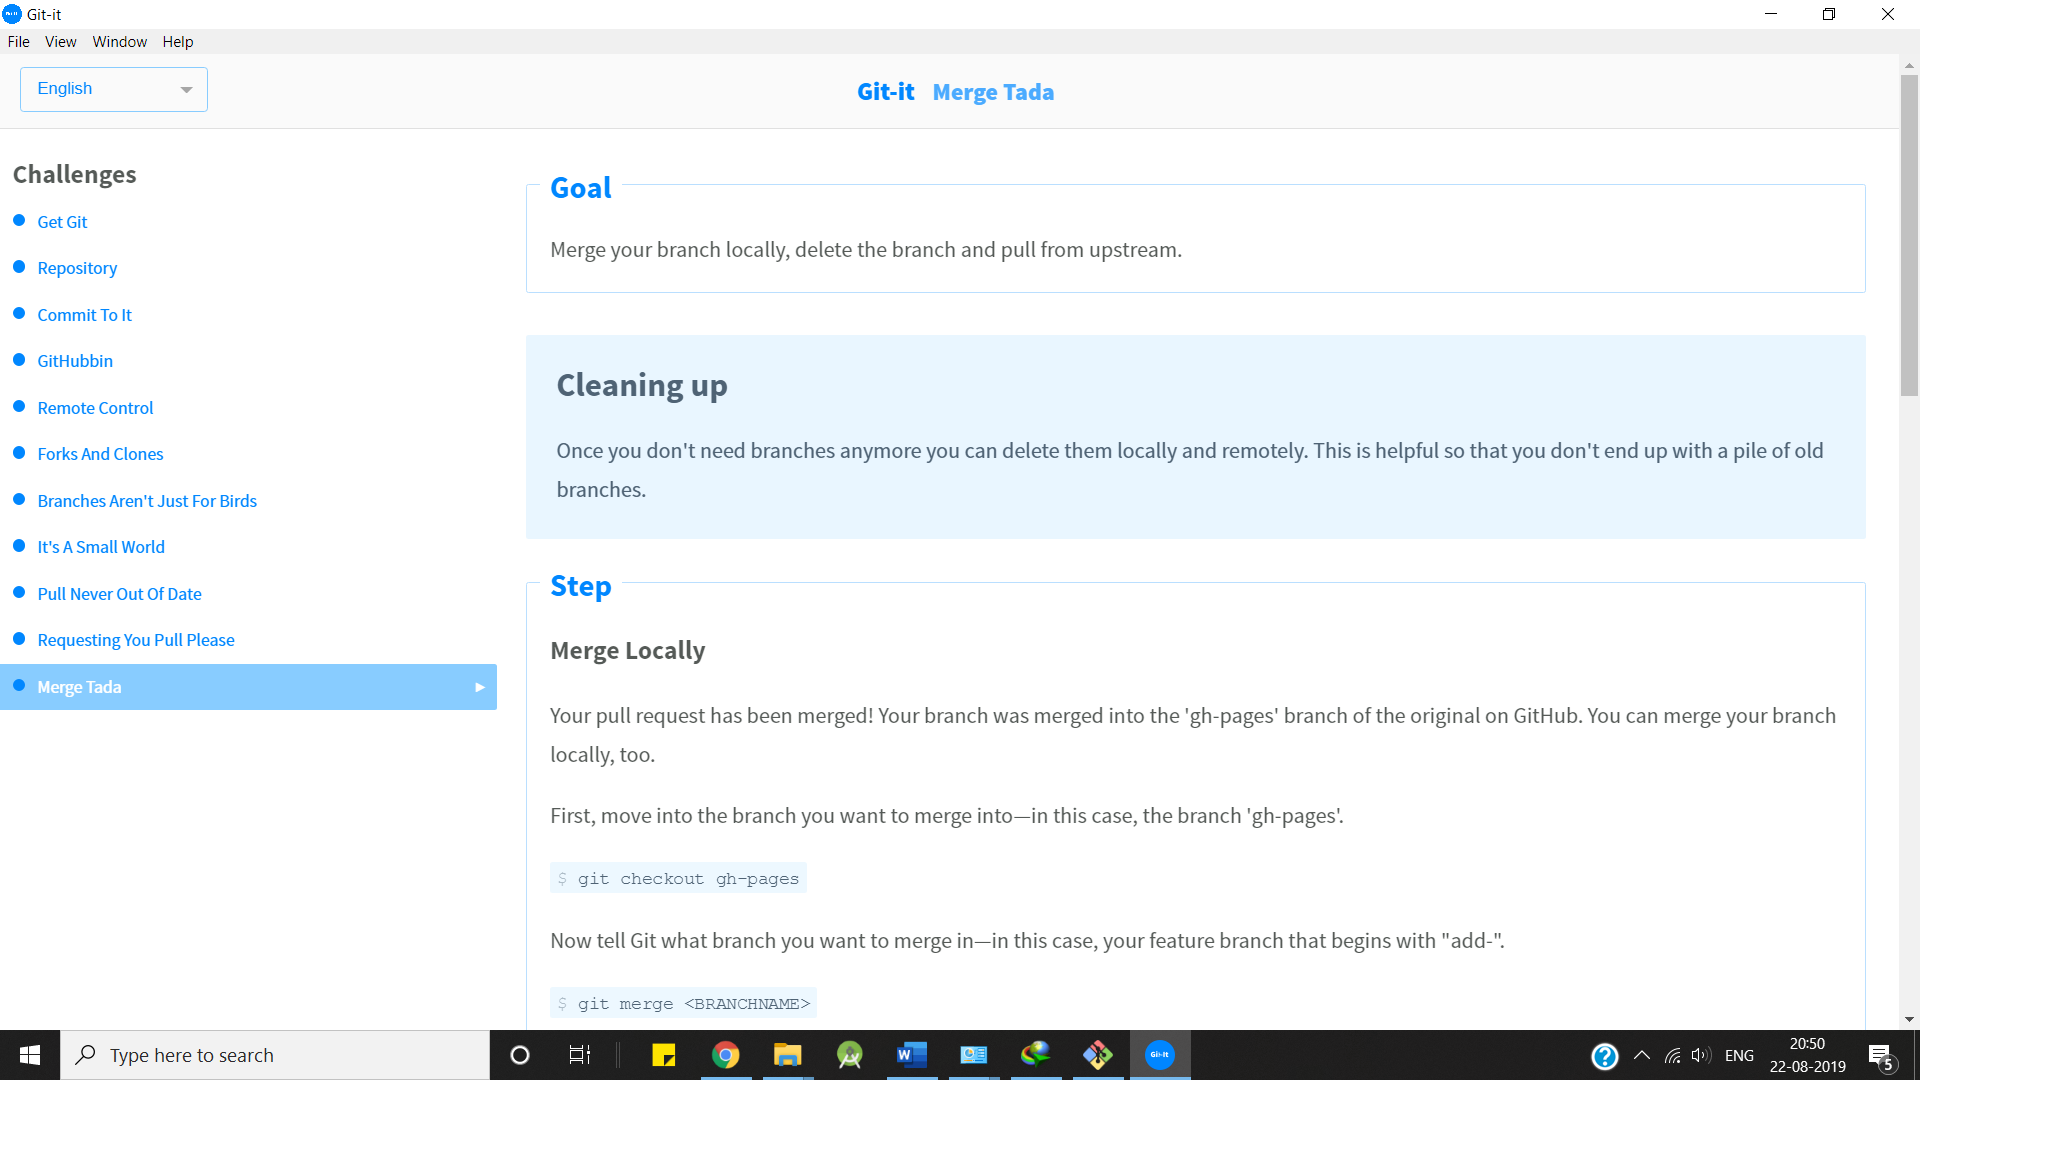 Git-it
File View Window Help
English
Git-it Merge Tada
Challenges
Get Git
Repository
Commit To It
GitHubbin
Remote Control
Forks And Clones
Branches Aren't Just For Birds
It's A Small World
Pull Never Out Of Date
Requesting You Pull Please
Merge Tada
Goal
Merge your branch locally, delete the branch and pull from upstream.
Cleaning up
Once you don't need branches anymore you can delete them locally and remotely. This is helpful so that you don't end up with a pile of old
branches.
Step
Merge Locally
Your pull request has been merged! Your branch was merged into the 'gh-pages' branch of the original on GitHub. You can merge your branch
locally, too.
First, move into the branch you want to merge into—in this case, the branch 'gh-pages'.
$ git checkout gh-pages
Now tell Git what branch you want to merge in—in this case, your feature branch that begins with "add-".
$ git merge <BRANCHNAME>
Type here to search
W
Git-it
ENG
20:50
22-08-2019
5